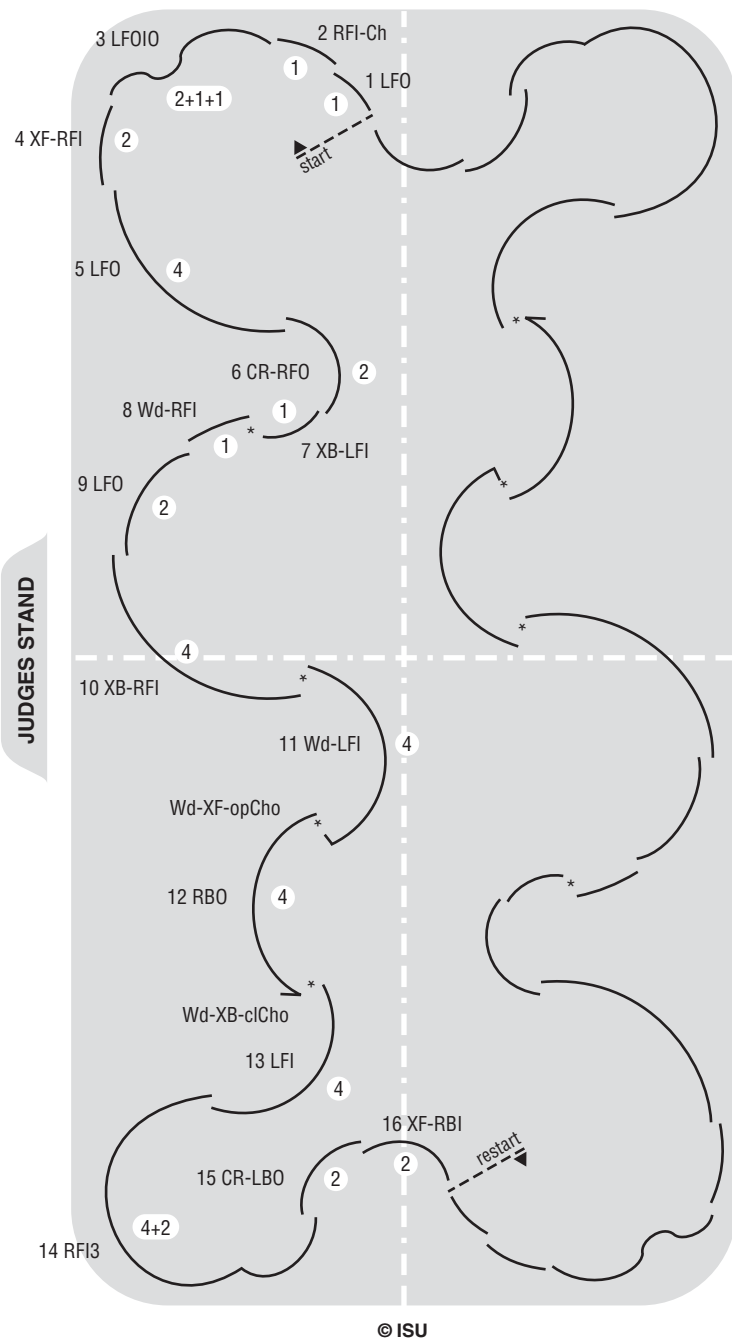 3 LFOIO
2 RFI-Ch
1
1 LFO
2+1+1
1
4 XF-RFI
2
start
5 LFO
4
6 CR-RFO
2
8 Wd-RFI
1
*
1
7 XB-LFI
9 LFO
2
*
*
*
JUDGES STAND
4
10 XB-RFI
*
11 Wd-LFI
4
Wd-XF-opCho
*
12 RBO
4
*
*
Wd-XB-clCho
13 LFI
4
16 XF-RBI
restart
15 CR-LBO
2
2
4+2
14 RFI3
© ISU